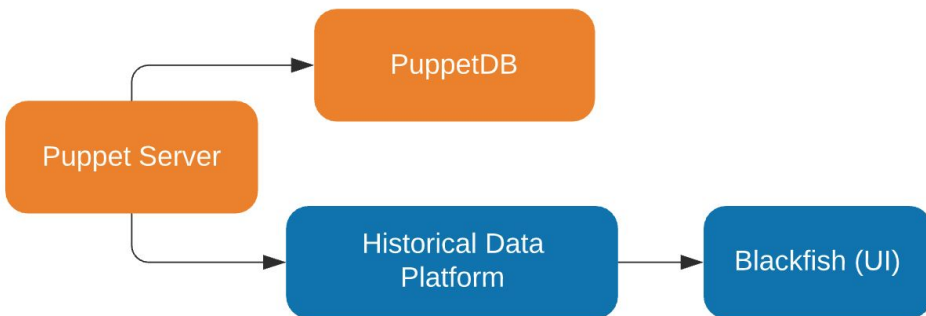 PuppetDB
Puppet Server
Historical Data
Platform
Blackfish (UI)